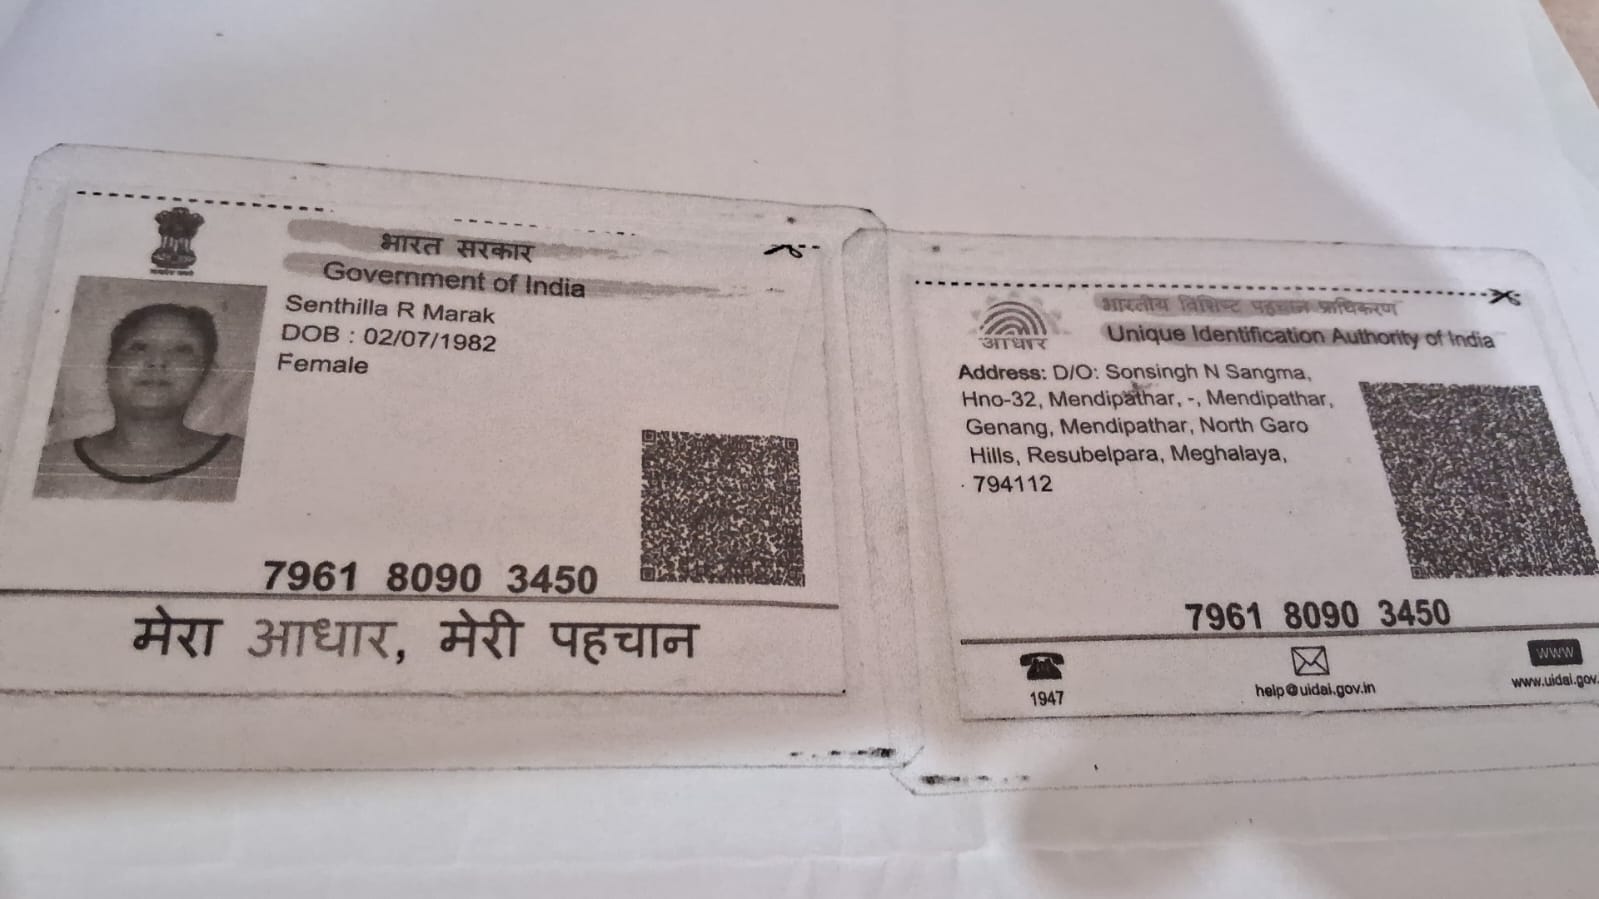 भारत सरकार
Government of India
Senthilla R Marak
DOB : 02/07/1982
Female
7961 8090 3450
मेरा आधार, मेरी पहचान
भारतीय विशिष्ट पहचान प्राधिकरण
Unique Identification Authority of India
आधार
Address: D/O: Sonsingh N Sangma,
Hno-32, Mendipathar, -, Mendipathar,
Genang, Mendipathar, North Garo
Hills, Resubelpara, Meghalaya,
794112
7961 8090 3450
1947
help@uidai.gov.in
www
www.uidai.gov.